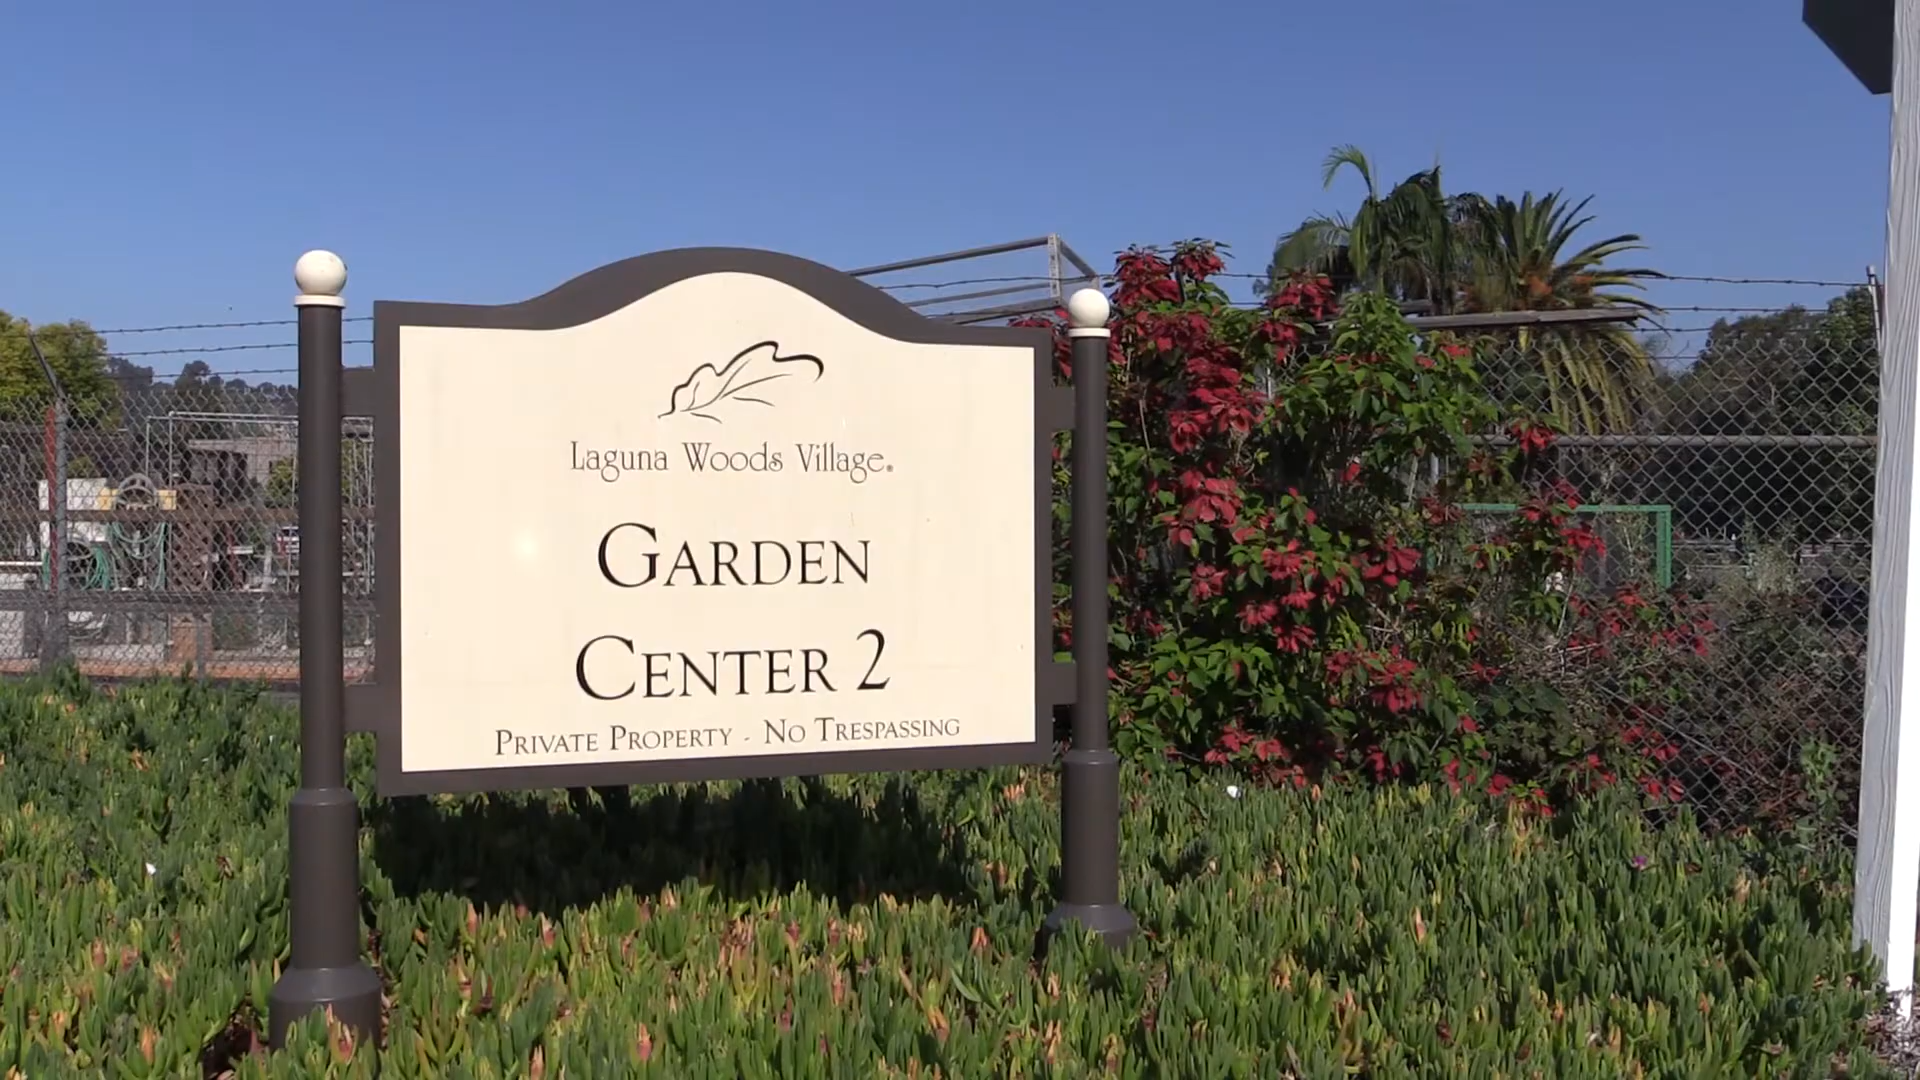 Laguna Woods Village®
GARDEN
CENTER 2
PRIVATE PROPERTY - NO TRESPASSING